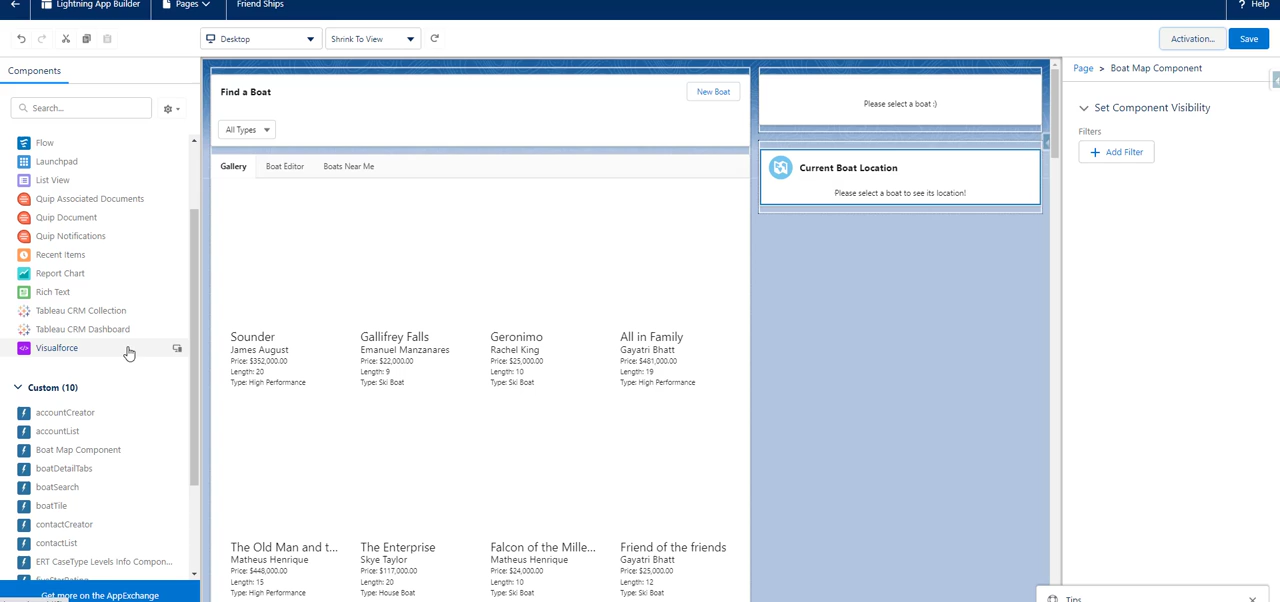 Lightning App Builder
Pages
Friend Ships
? Help
Desktop
Shrink To View
Activation...
Save
Components
Search...
Flow
Launchpad
List View
Quip Associated Documents
Quip Document
Quip Notifications
Recent Items
Report Chart
Rich Text
Tableau CRM Collection
Tableau CRM Dashboard
Visualforce
Custom (10)
accountCreator
accountList
Boat Map Component
boatDetailTabs
boatSearch
boatTile
contactCreator
contactList
ERT CaseType Levels Info Compon...
fiveStarRating
Get more on the AppExchange
Find a Boat
New Boat
All Types
Gallery Boat Editor Boats Near Me
Sounder
James August
Price: $352,000.00
Length: 20
Type: High Performance
Gallifrey Falls
Emanuel Manzanares
Price: $22,000.00
Length: 9
Type: Ski Boat
Geronimo
Rachel King
Price: $25,000.00
Length: 10
Type: Ski Boat
All in Family
Gayatri Bhatt
Price: $481,000.00
Length: 19
Type: High Performance
The Old Man and t...
Matheus Henrique
Price: $448,000.00
Length: 15
Type: High Performance
The Enterprise
Skye Taylor
Price: $117,000.00
Length: 20
Type: House Boat
Falcon of the Mille...
Matheus Henrique
Price: $24,000.00
Length: 10
Type: Ski Boat
Friend of the friends
Gayatri Bhatt
Price: $25,000.00
Length: 12
Type: Ski Boat
Please select a boat :)
Current Boat Location
Please select a boat to see its location!
Page > Boat Map Component
Set Component Visibility
Filters
+ Add Filter
Tips